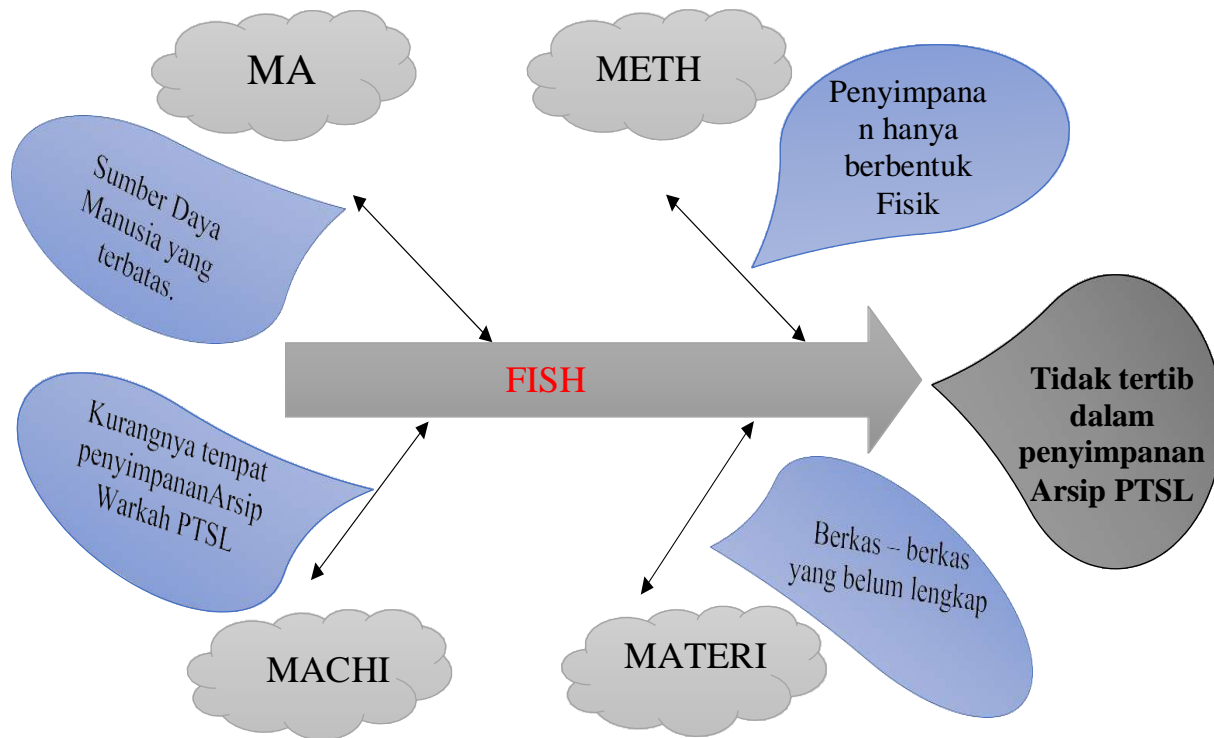 MA
METH
Sumber Daya
Manusia yang
terbatas.
Penyimpana
n hanya
berbentuk
Fisik
FISH
Tidak tertib
dalam
penyimpanan
Arsip PTSL
Kurangnya tempat
penyimpananArsip
Warkah PTSL
Berkas – berkas
yang belum lengkap
MACHI
MATERI